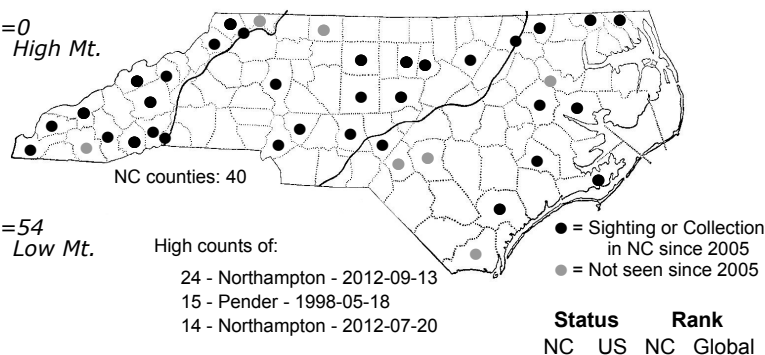 =0
High Mt.
NC counties: 40
=54
Low Mt.
High counts of:
24 - Northampton - 2012-09-13
15 - Pender - 1998-05-18
14 - Northampton - 2012-07-20
= Sighting or Collection
in NC since 2005
= Not seen since 2005
Status Rank
NC US NC Global